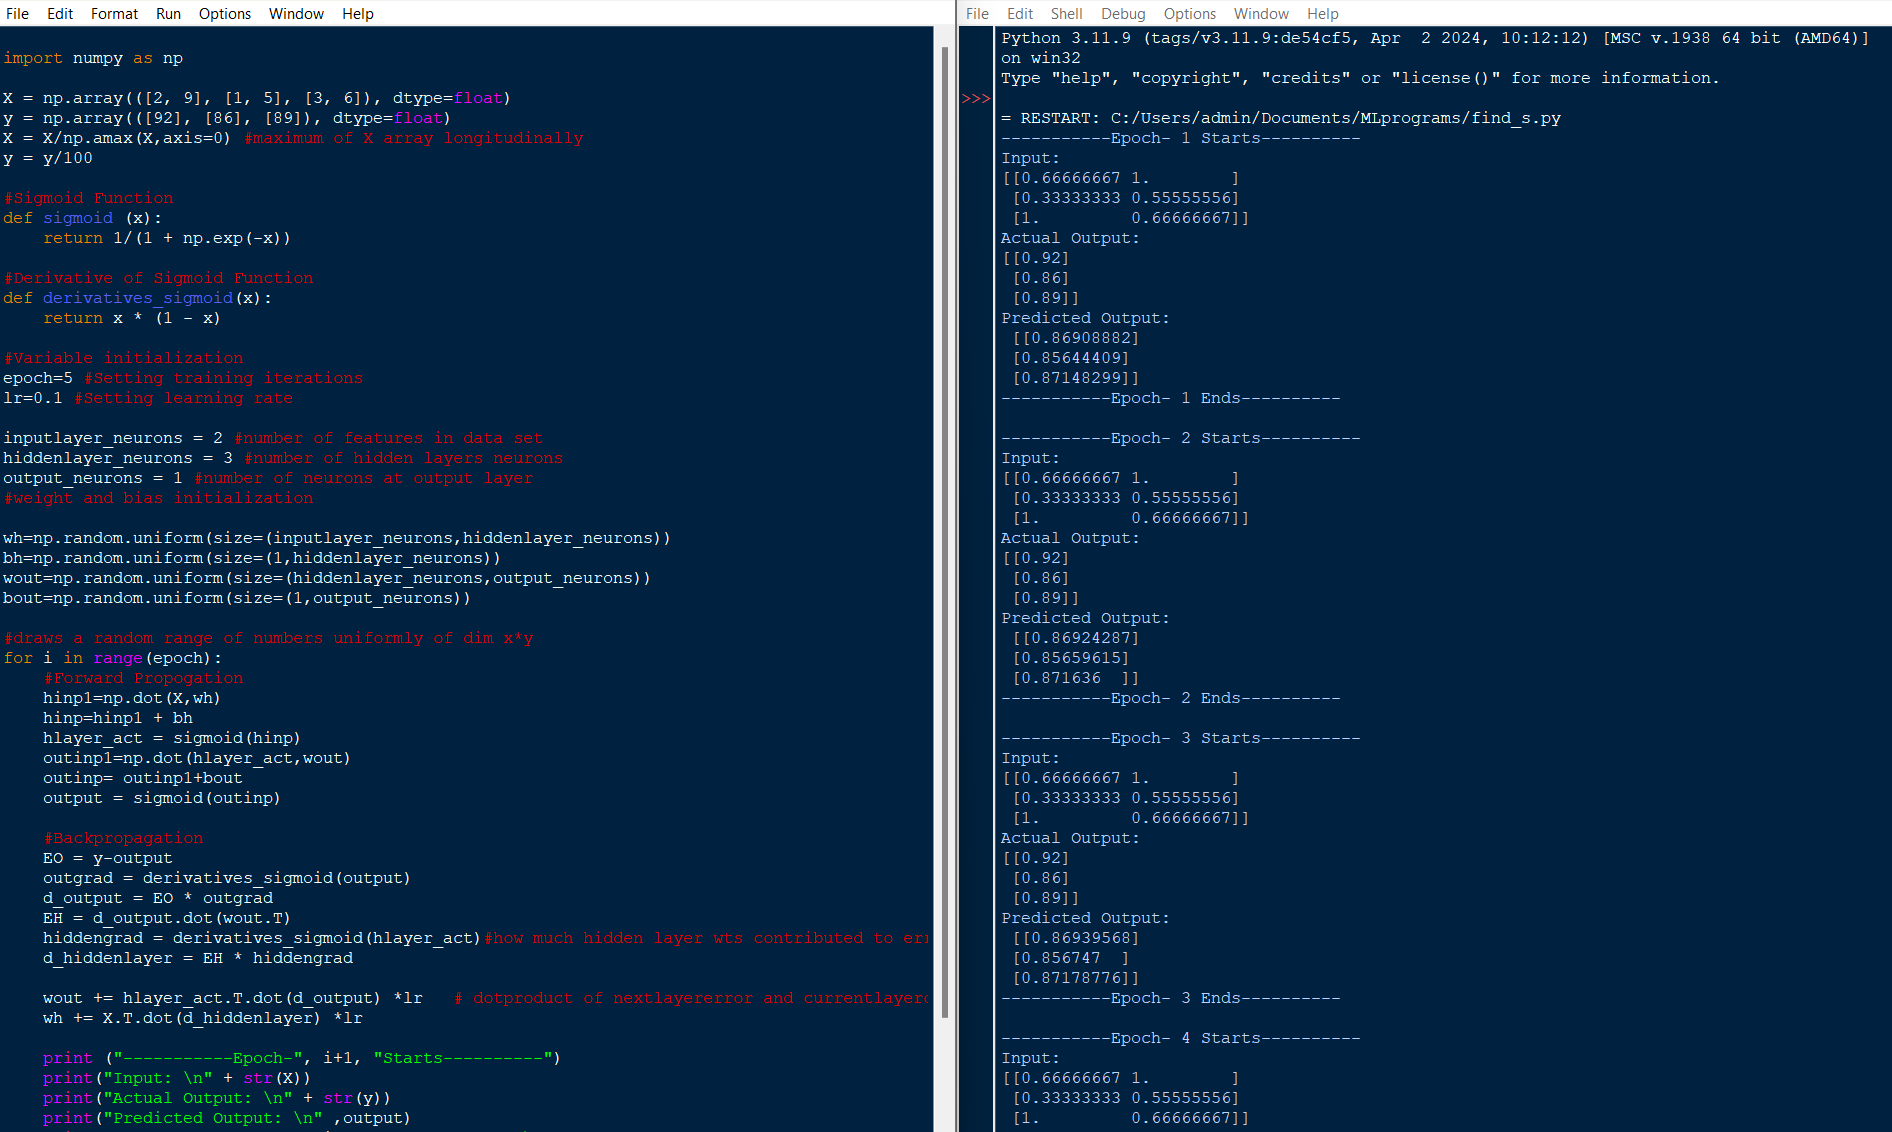 File Edit Format Run Options Window Help
import numpy as np
X = np.array(([2, 9], [1, 5], [3, 6]), dtype=float)
y = np.array(([92], [86], [89]), dtype=float)
X = X/np.amax(X,axis=0) #maximum of X array longitudinally
y = y/100
#Sigmoid Function
def sigmoid (x):
    return 1/(1 + np.exp(-x))
#Derivative of Sigmoid Function
def derivatives_sigmoid(x):
    return x * (1 - x)
#Variable initialization
epoch=5 #Setting training iterations
lr=0.1 #Setting learning rate
inputlayer_neurons = 2 #number of features in data set
hiddenlayer_neurons = 3 #number of hidden layers neurons
output_neurons = 1 #number of neurons at output layer
#weight and bias initialization
wh=np.random.uniform(size=(inputlayer_neurons,hiddenlayer_neurons))
bh=np.random.uniform(size=(1,hiddenlayer_neurons))
wout=np.random.uniform(size=(hiddenlayer_neurons,output_neurons))
bout=np.random.uniform(size=(1,output_neurons))
#draws a random range of numbers uniformly of dim x*y
for i in range(epoch):
    #Forward Propogation
    hinp1=np.dot(X,wh)
    hinp=hinp1 + bh
    hlayer_act = sigmoid(hinp)
    outinp1=np.dot(hlayer_act,wout)
    outinp= outinp1+bout
    output = sigmoid(outinp)
    #Backpropagation
    EO = y-output
    outgrad = derivatives_sigmoid(output)
    d_output = EO * outgrad
    EH = d_output.dot(wout.T)
    hiddengrad = derivatives_sigmoid(hlayer_act)#how much hidden layer wts contributed to
    d_hiddenlayer = EH * hiddengrad
    wout += hlayer_act.T.dot(d_output) *lr   # dotproduct of nextlayererror and
    wh += X.T.dot(d_hiddenlayer) *lr
    print ("-----------Epoch-", i+1, "Starts----------")
    print("Input: \n" + str(X))
    print("Actual Output: \n" + str(y))
    print("Predicted Output: \n" ,output)
File Edit Shell Debug Options Window Help
Python 3.11.9 (tags/v3.11.9:de54cf5, Apr  2 2024, 10:12:12) [MSC v.1938 64 bit (AMD64)]
on win32
Type "help", "copyright", "credits" or "license()" for more information.
>>>
= RESTART: C:/Users/admin/Documents/MLprograms/find_s.py
-----------Epoch- 1 Starts----------
Input:
[[0.66666667 1.        ]
 [0.33333333 0.55555556]
 [1.         0.66666667]]
Actual Output:
[[0.92]
 [0.86]
 [0.89]]
Predicted Output:
 [[0.86908882]
 [0.85644409]
 [0.87148299]]
-----------Epoch- 1 Ends----------
-----------Epoch- 2 Starts----------
Input:
[[0.66666667 1.        ]
 [0.33333333 0.55555556]
 [1.         0.66666667]]
Actual Output:
[[0.92]
 [0.86]
 [0.89]]
Predicted Output:
 [[0.86924287]
 [0.85659615]
 [0.871636  ]]
-----------Epoch- 2 Ends----------
-----------Epoch- 3 Starts----------
Input:
[[0.66666667 1.        ]
 [0.33333333 0.55555556]
 [1.         0.66666667]]
Actual Output:
[[0.92]
 [0.86]
 [0.89]]
Predicted Output:
 [[0.86939568]
 [0.856747  ]
 [0.87178776]]
-----------Epoch- 3 Ends----------
-----------Epoch- 4 Starts----------
Input:
[[0.66666667 1.        ]
 [0.33333333 0.55555556]
 [1.         0.66666667]]